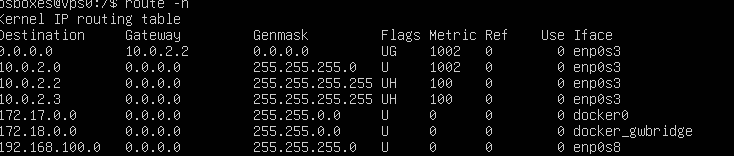 osboxes@vps0:/$ route -n
Kernel IP routing table
Destination Gateway Genmask Flags Metric Ref Use Iface
0.0.0.0 10.0.2.2 0.0.0.0 UG 1002 0 0 enp0s3
10.0.2.0 0.0.0.0 255.255.255.0 U 1002 0 0 enp0s3
10.0.2.2 0.0.0.0 255.255.255.255 UH 100 0 0 enp0s3
10.0.2.3 0.0.0.0 255.255.255.255 UH 100 0 0 enp0s3
172.17.0.0 0.0.0.0 255.255.0.0 U 0 0 0 docker0
172.18.0.0 0.0.0.0 255.255.0.0 U 0 0 0 docker_gwbridge
192.168.100.0 0.0.0.0 255.255.255.0 U 0 0 0 enp0s8